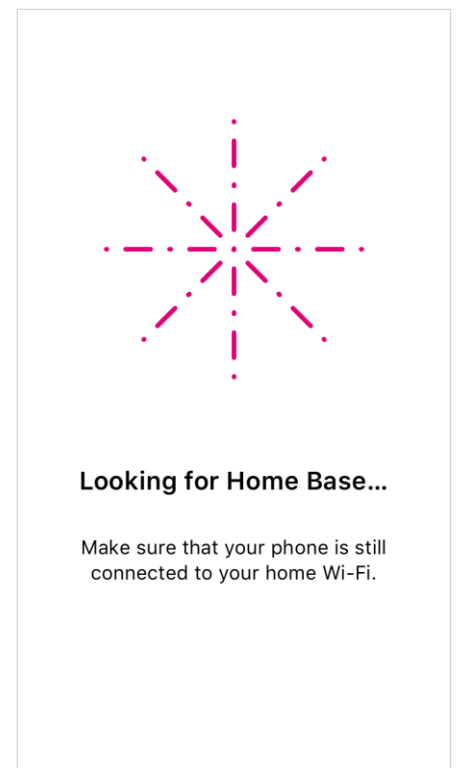 Looking for Home Base...
Make sure that your phone is still
connected to your home Wi-Fi.